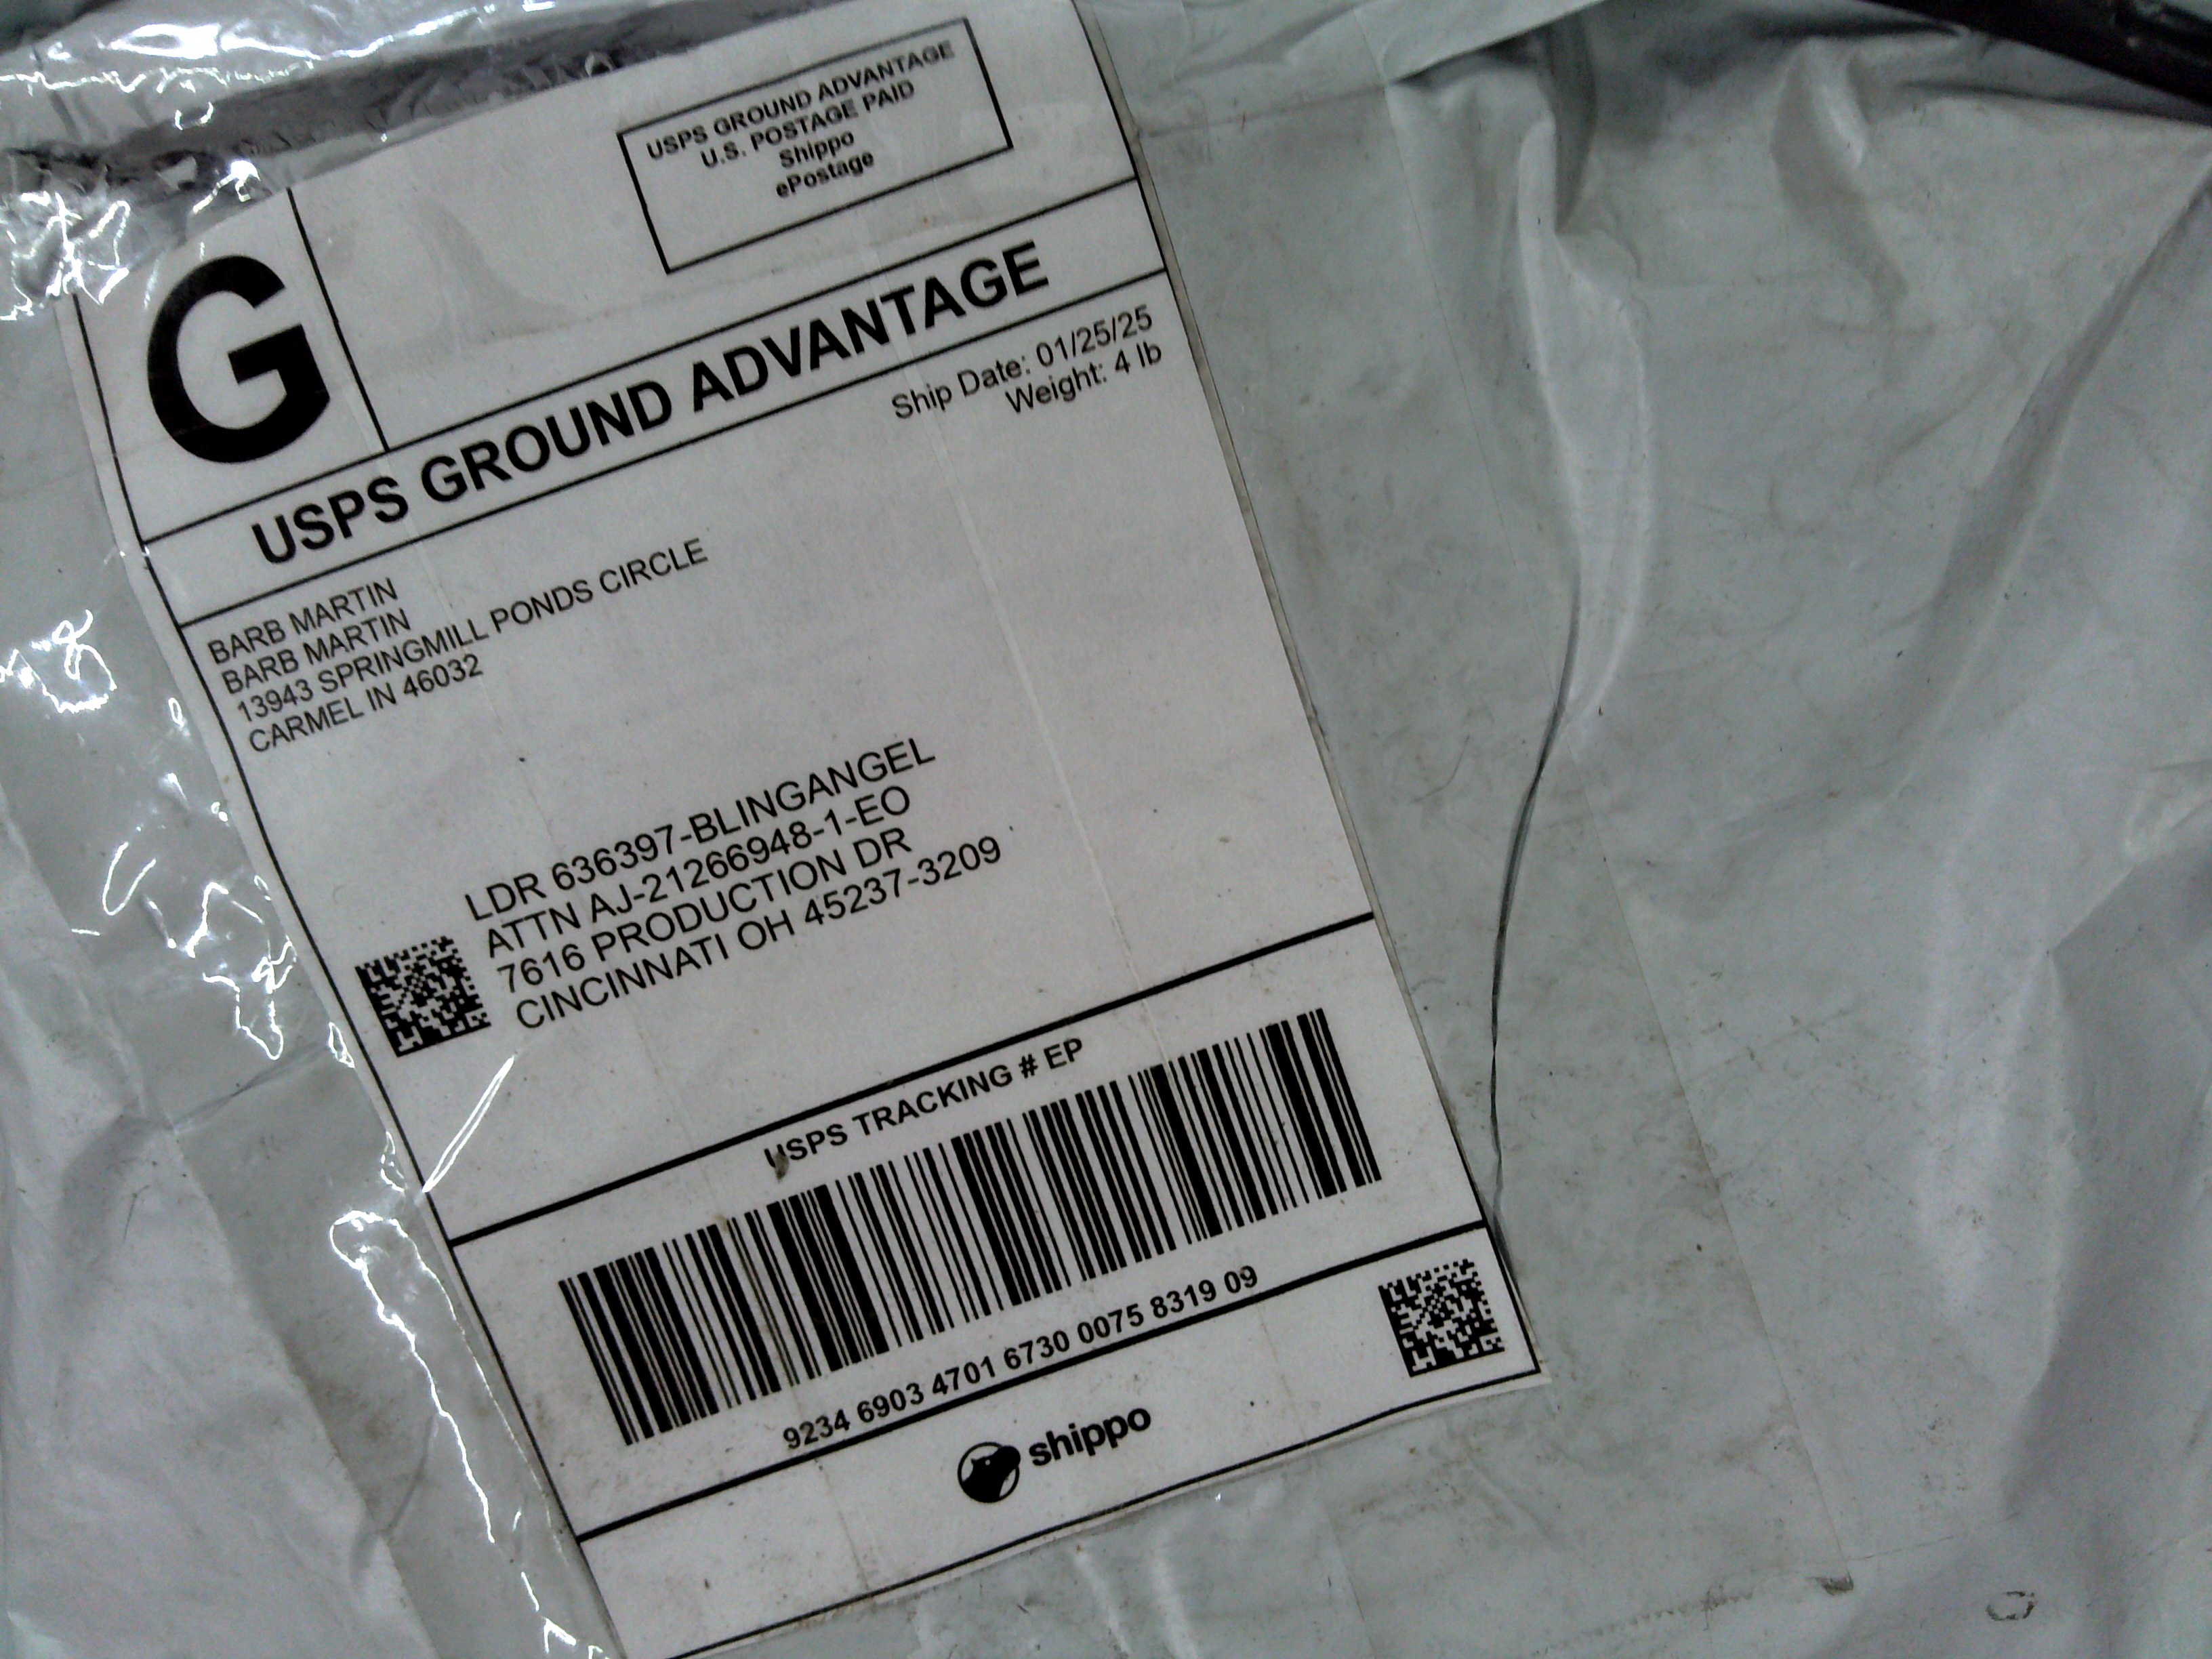 USPS GROUND ADVANTAGE
U.S. POSTAGE PAID
Shippo
ePostage
G
USPS GROUND ADVANTAGE
Ship Date: 01/25/25
Weight: 4 lb
BARB MARTIN
BARB MARTIN
13943 SPRINGMILL PONDS CIRCLE
CARMEL IN 46032
LDR 636397-BLINGANGEL
ATTN AJ-21266948-1-EO
7616 PRODUCTION DR
CINCINNATI OH 45237-3209
USPS TRACKING # EP
9234 6903 4701 6730 0075 8319 09
shippo